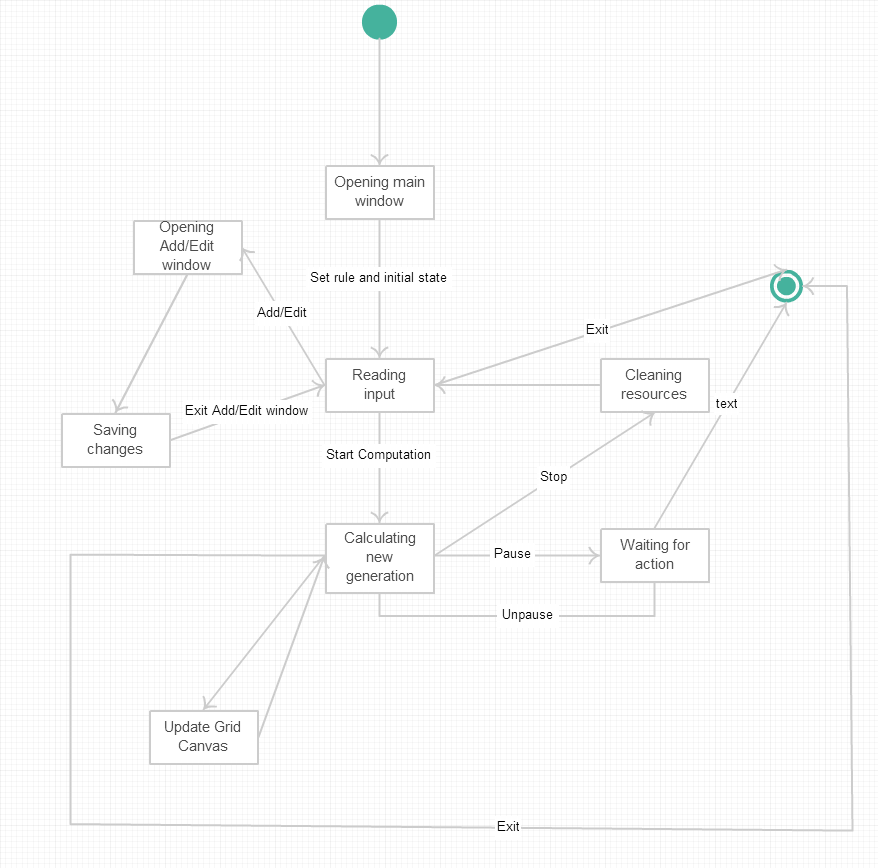 Opening main
window
Opening
Add/Edit
window
Set rule and initial state
Add/Edit
Exit
Reading
input
Cleaning
resources
text
Exit Add/Edit window
Saving
changes
Start Computation
Stop
Calculating
new
generation
Pause
Waiting for
action
Unpause
Update Grid
Canvas
Exit